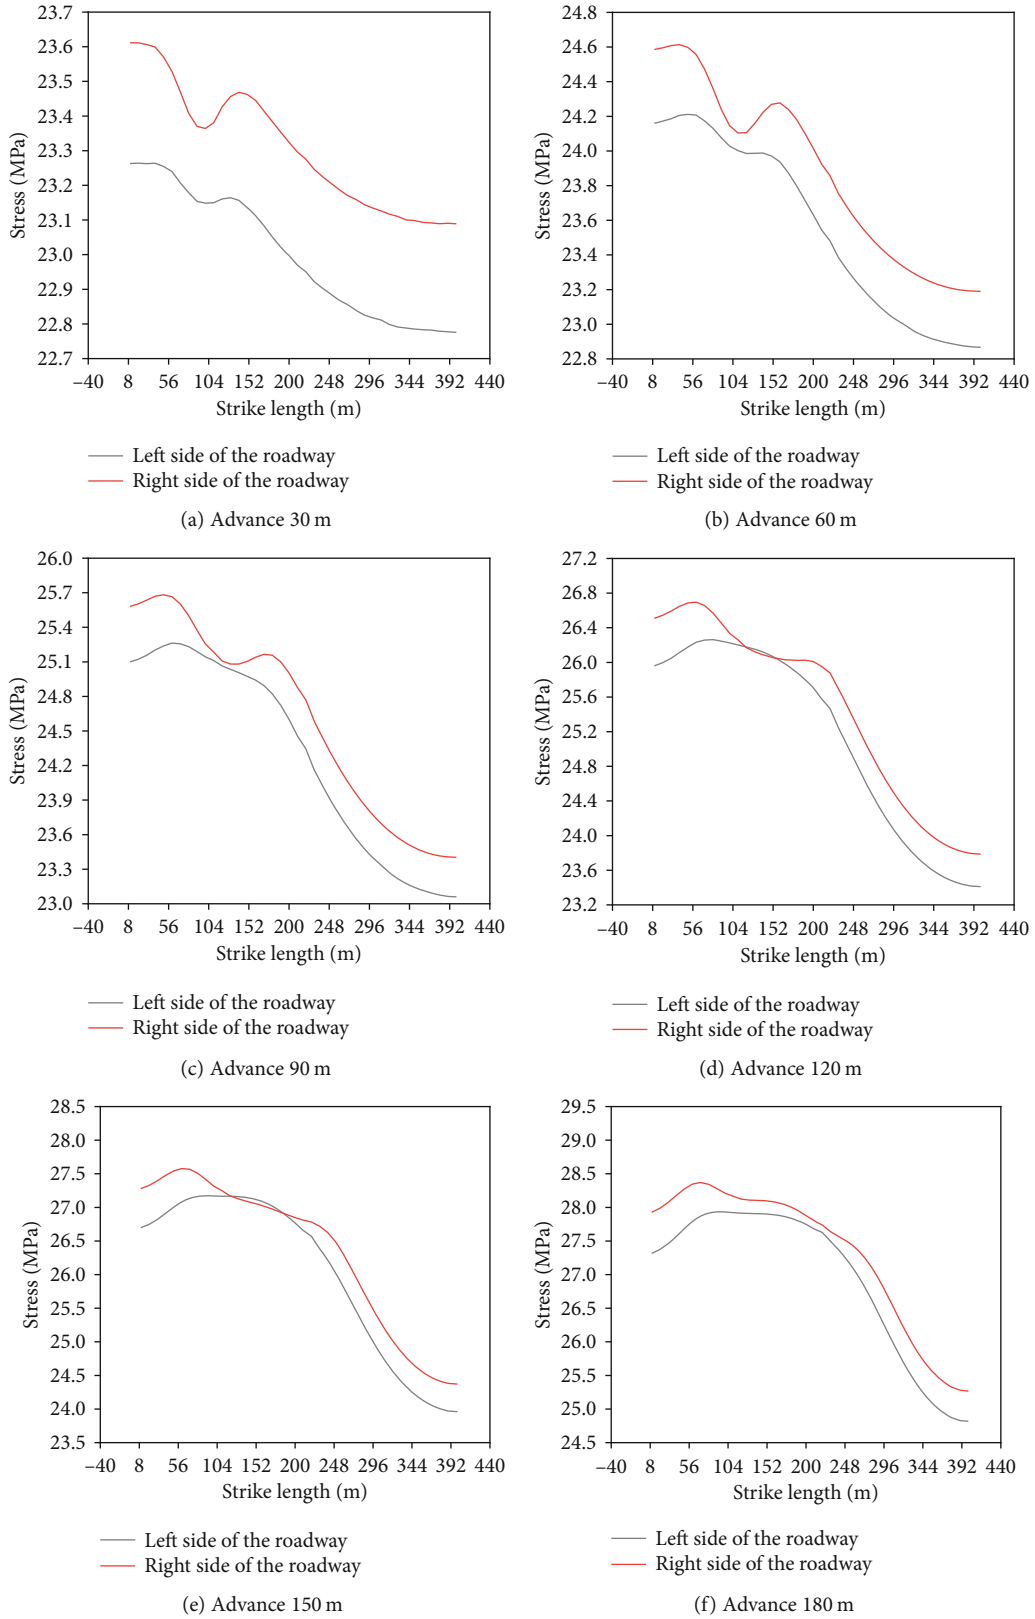 23.7
23.6
23.5
23.4
23.3
23.2
23.1
23.0
22.9
22.8
22.7
Stress (MPa)
−40 8 56 104 152 200 248 296 344 392 440
Strike length (m)
Left side of the roadway
Right side of the roadway
(a) Advance 30 m
24.8
24.6
24.4
24.2
24.0
23.8
23.6
23.4
23.2
23.0
22.8
Stress (MPa)
−40 8 56 104 152 200 248 296 344 392 440
Strike length (m)
Left side of the roadway
Right side of the roadway
(b) Advance 60 m
26.0
25.7
25.4
25.1
24.8
24.5
24.2
23.9
23.6
23.3
23.0
Stress (MPa)
−40 8 56 104 152 200 248 296 344 392 440
Strike length (m)
Left side of the roadway
Right side of the roadway
(c) Advance 90 m
27.2
26.8
26.4
26.0
25.6
25.2
24.8
24.4
24.0
23.6
23.2
Stress (MPa)
−40 8 56 104 152 200 248 296 344 392 440
Strike length (m)
Left side of the roadway
Right side of the roadway
(d) Advance 120 m
28.5
28.0
27.5
27.0
26.5
26.0
25.5
25.0
24.5
24.0
23.5
Stress (MPa)
−40 8 56 104 152 200 248 296 344 392 440
Strike length (m)
Left side of the roadway
Right side of the roadway
(e) Advance 150 m
29.5
29.0
28.5
28.0
27.5
27.0
26.5
26.0
25.5
25.0
24.5
Stress (MPa)
−40 8 56 104 152 200 248 296 344 392 440
Strike length (m)
Left side of the roadway
Right side of the roadway
(f) Advance 180 m